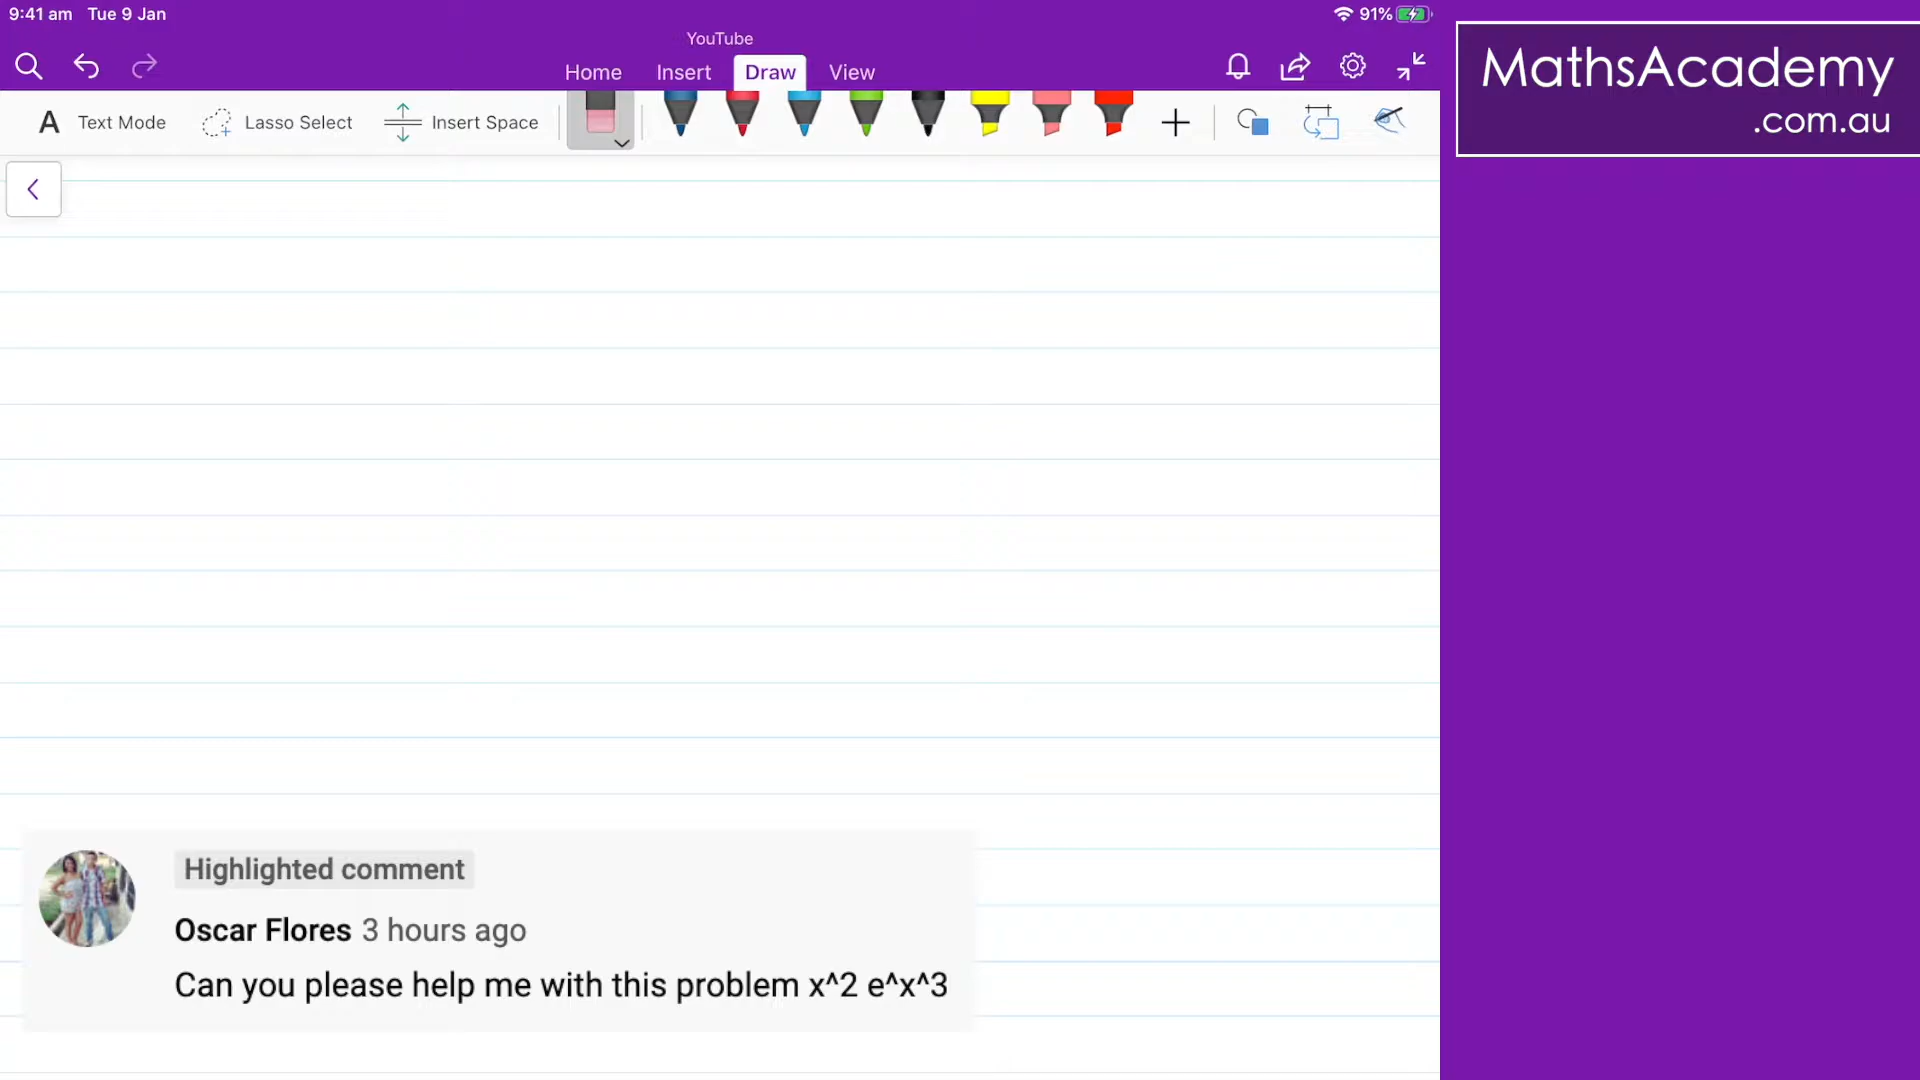 9:41 am Tue 9 Jan 91%
YouTube
Home Insert Draw View
A Text Mode Lasso Select Insert Space
MathsAcademy
.com.au
Highlighted comment
Oscar Flores 3 hours ago
Can you please help me with this problem x^2 e^x^3